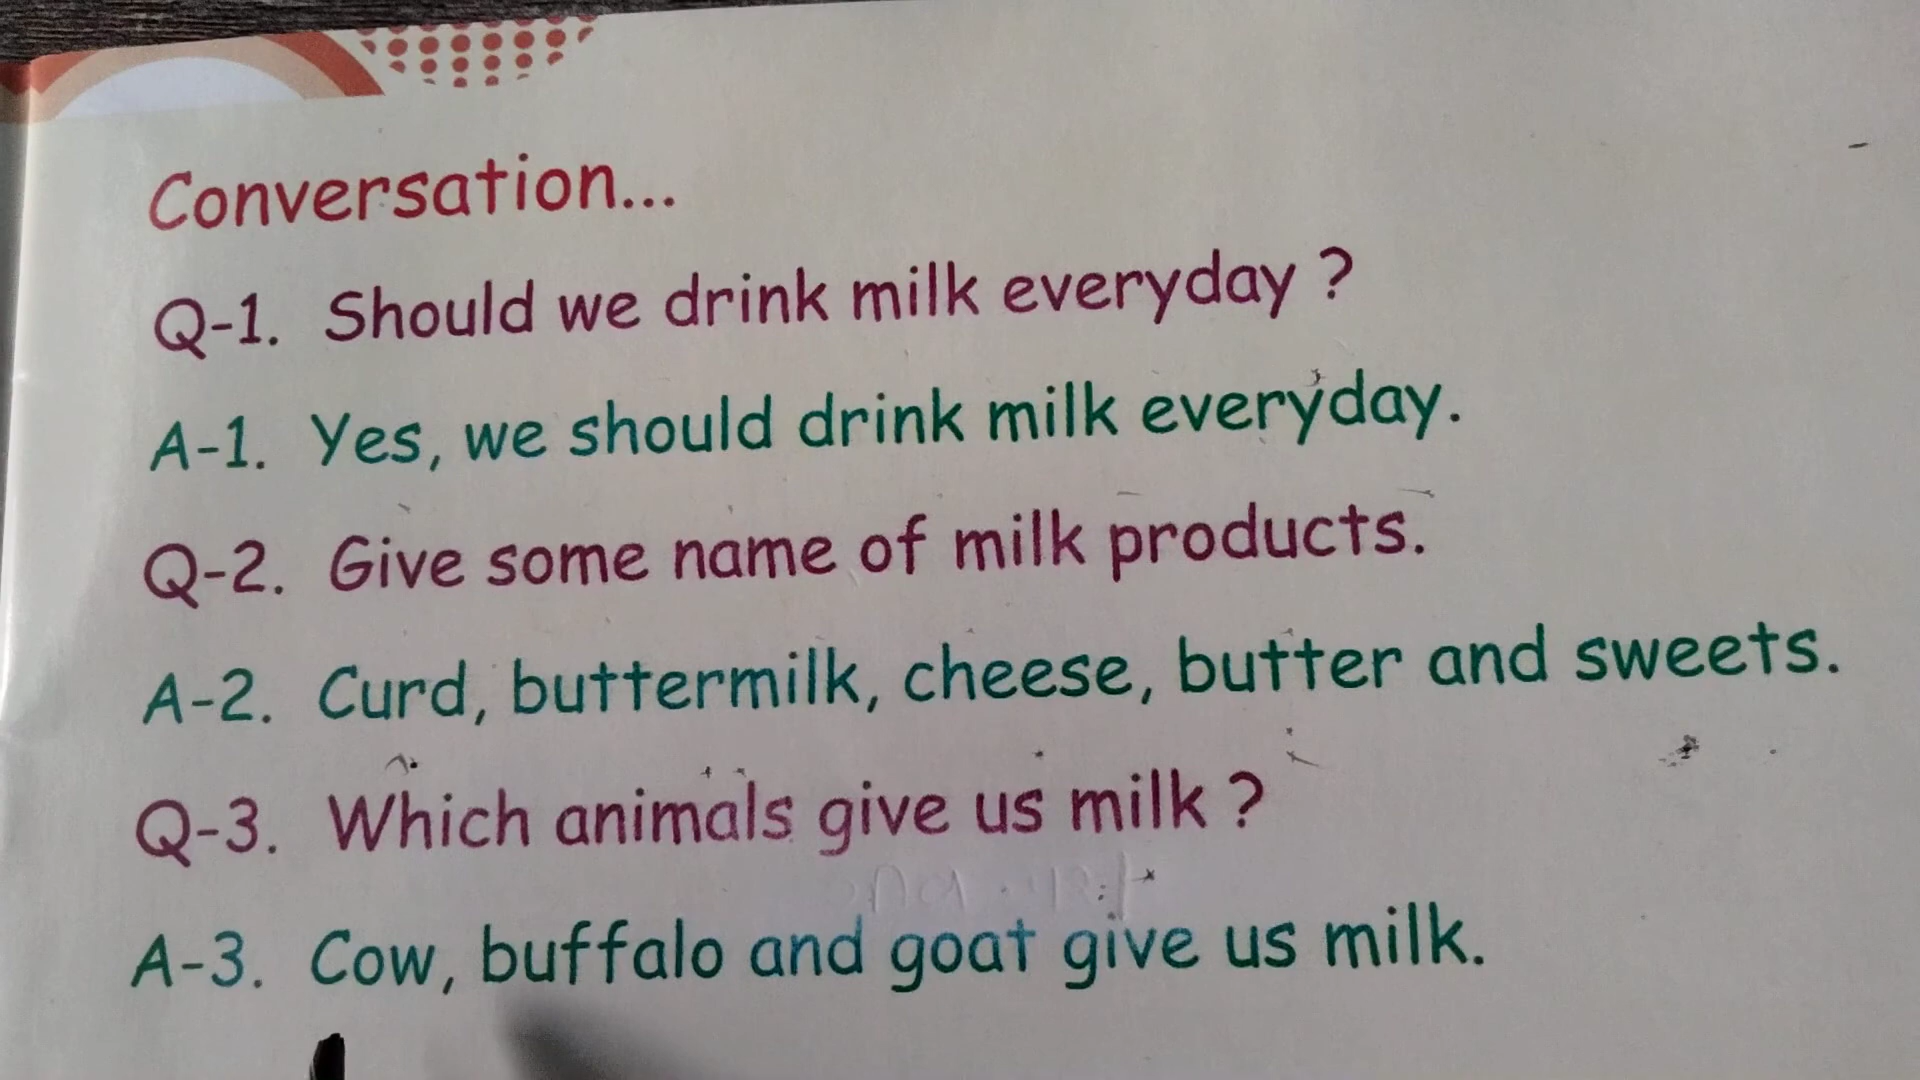 Conversation...
Q-1. Should we drink milk everyday ?
A-1. Yes, we should drink milk everyday.
Q-2. Give some name of milk products.
A-2. Curd, buttermilk, cheese, butter and sweets.
Q-3. Which animals give us milk ?
A-3. Cow, buffalo and goat give us milk.